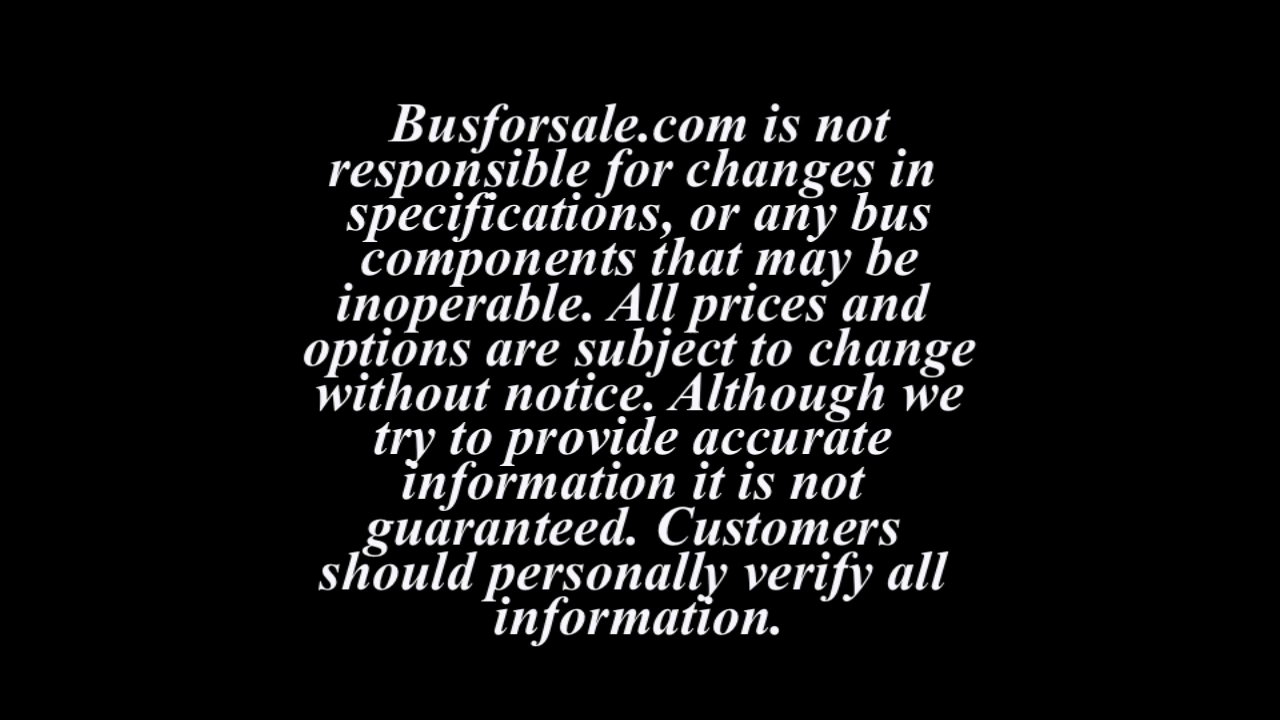 Busforsale.com is not
responsible for changes in
specifications, or any bus
components that may be
inoperable. All prices and
options are subject to change
without notice. Although we
try to provide accurate
information it is not
guaranteed. Customers
should personally verify all
information.